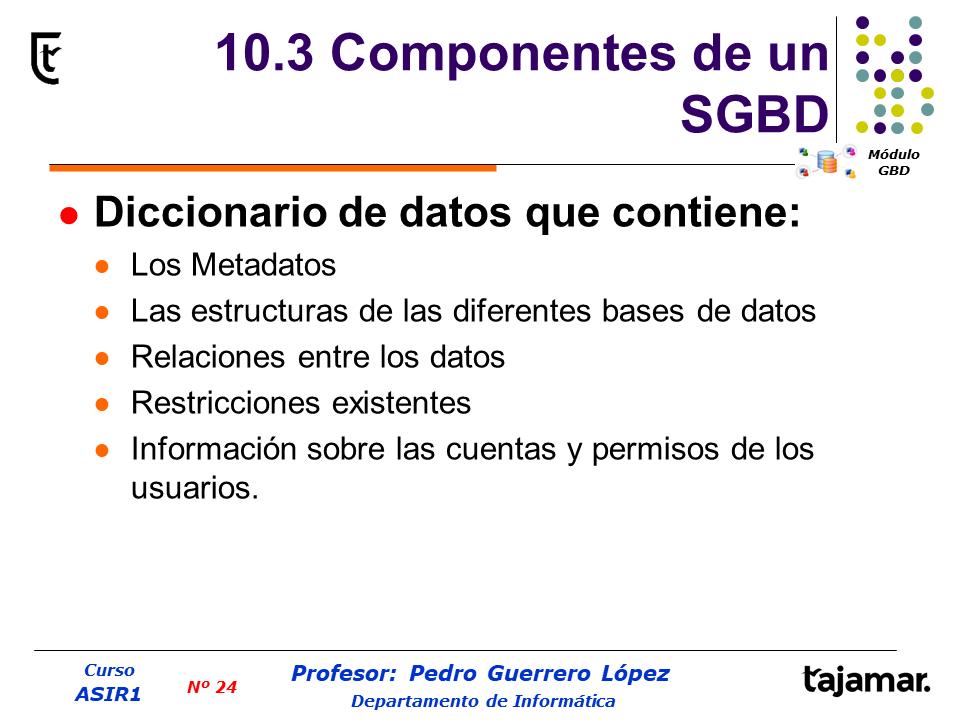 10.3 Componentes de un
SGBD
Módulo
GBD
Diccionario de datos que contiene:
Los Metadatos
Las estructuras de las diferentes bases de datos
Relaciones entre los datos
Restricciones existentes
Información sobre las cuentas y permisos de los
usuarios.
Curso
ASIR1
Nº 24
Profesor: Pedro Guerrero López
Departamento de Informática
tajamar.